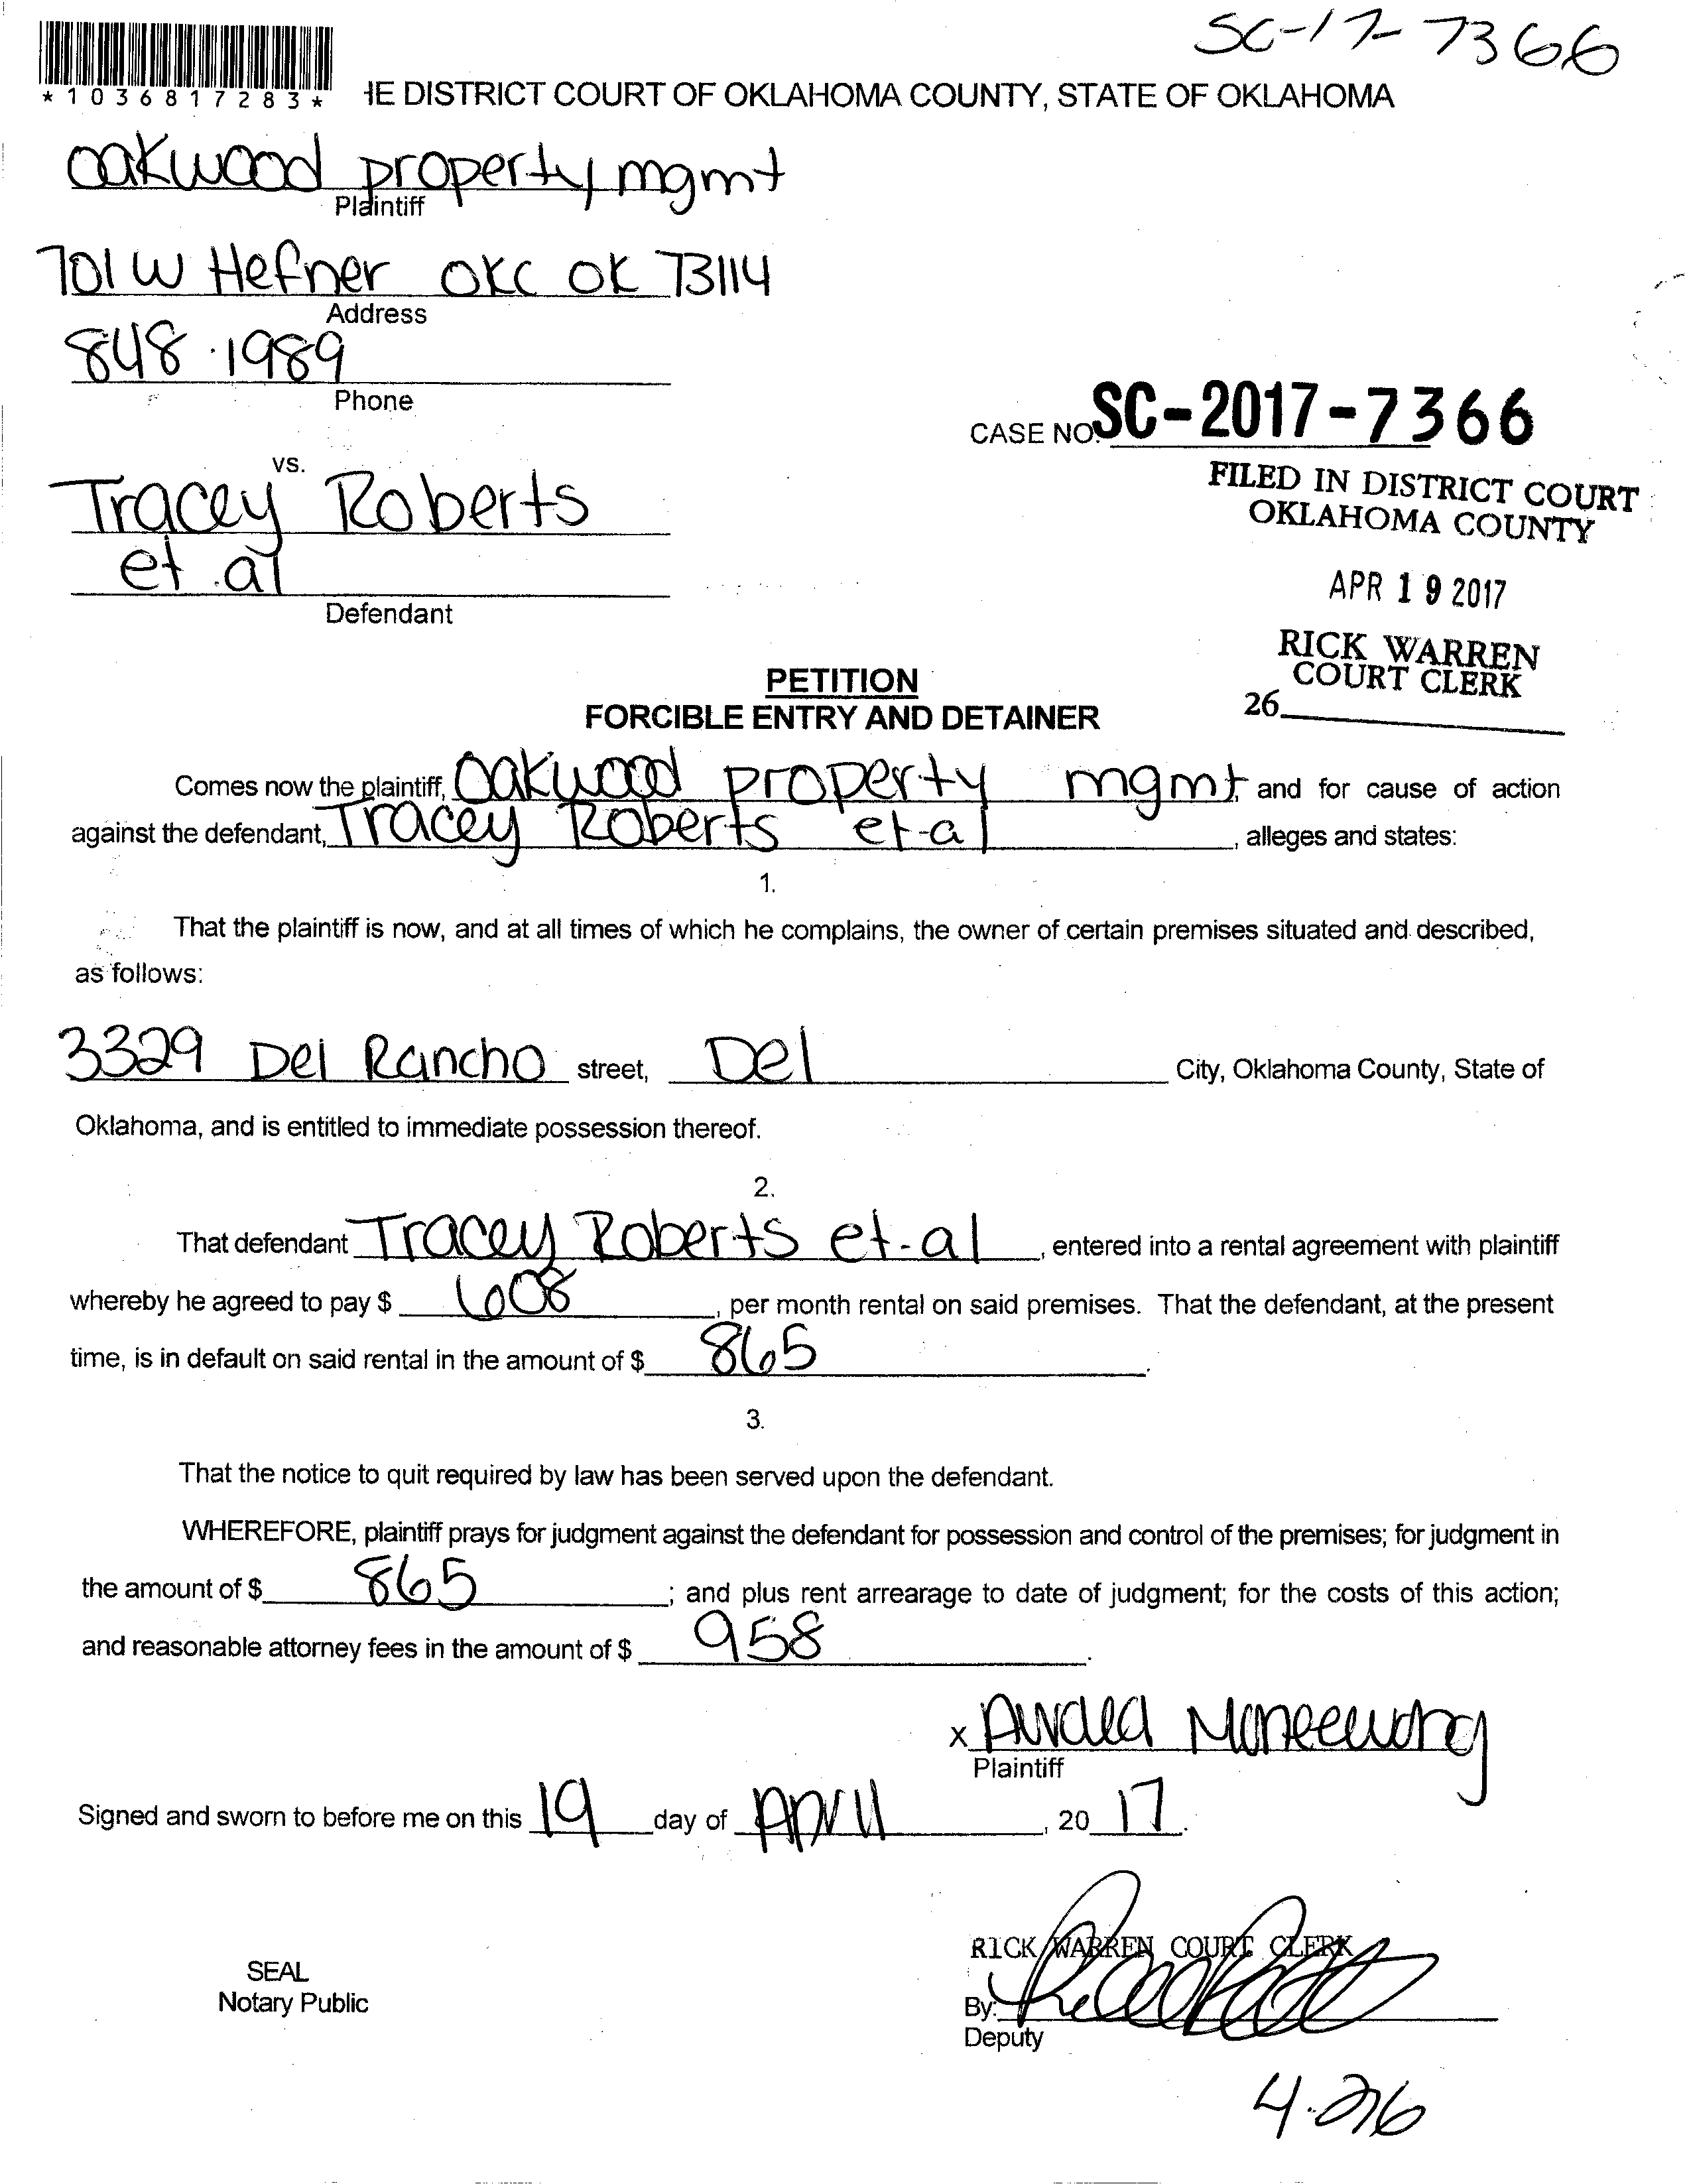 SC-17-7366
*1036817283*
HE DISTRICT COURT OF OKLAHOMA COUNTY, STATE OF OKLAHOMA
Oakwood property mgmt
Plaintiff
701 W Hefner OKC OK 73114
Address
848.1989
Phone
CASE NO. SC-2017-7366
vs.
Tracey Roberts
et al
Defendant
FILED IN DISTRICT COURT
OKLAHOMA COUNTY
APR 19 2017
RICK WARREN
COURT CLERK
26
PETITION
FORCIBLE ENTRY AND DETAINER
Comes now the plaintiff, Oakwood property mgmt, and for cause of action
against the defendant, Tracey Roberts et-al, alleges and states:
1.
That the plaintiff is now, and at all times of which he complains, the owner of certain premises situated and described,
as follows:
3329 Del Rancho street, Del City, Oklahoma County, State of
Oklahoma, and is entitled to immediate possession thereof.
2.
That defendant Tracey Roberts et-al, entered into a rental agreement with plaintiff
whereby he agreed to pay $ 608, per month rental on said premises. That the defendant, at the present
time, is in default on said rental in the amount of $ 865.
3.
That the notice to quit required by law has been served upon the defendant.
WHEREFORE, plaintiff prays for judgment against the defendant for possession and control of the premises; for judgment in
the amount of $ 865; and plus rent arrearage to date of judgment; for the costs of this action;
and reasonable attorney fees in the amount of $ 958.
x
Plaintiff
Signed and sworn to before me on this 19 day of April, 20 17.
RICK WARREN COURT CLERK
SEAL
Notary Public
By:
Deputy
4.26